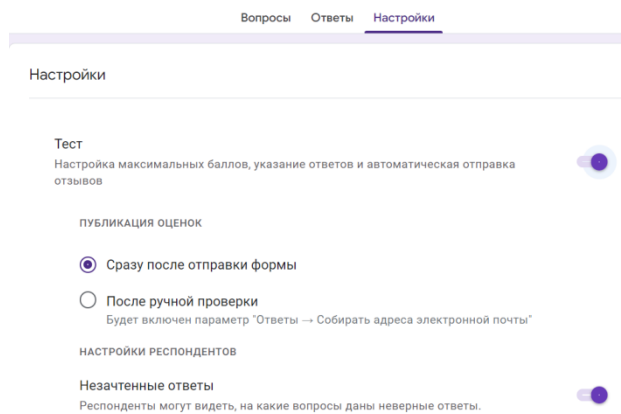 Вопросы Ответы Настройки
Настройки
Тест
Настройка максимальных баллов, указание ответов и автоматическая отправка
отзывов
ПУБЛИКАЦИЯ ОЦЕНОК
Сразу после отправки формы
После ручной проверки
Будет включен параметр "Ответы → Собирать адреса электронной почты"
НАСТРОЙКИ РЕСПОНДЕНТОВ
Незачтенные ответы
Респонденты могут видеть, на какие вопросы даны неверные ответы.